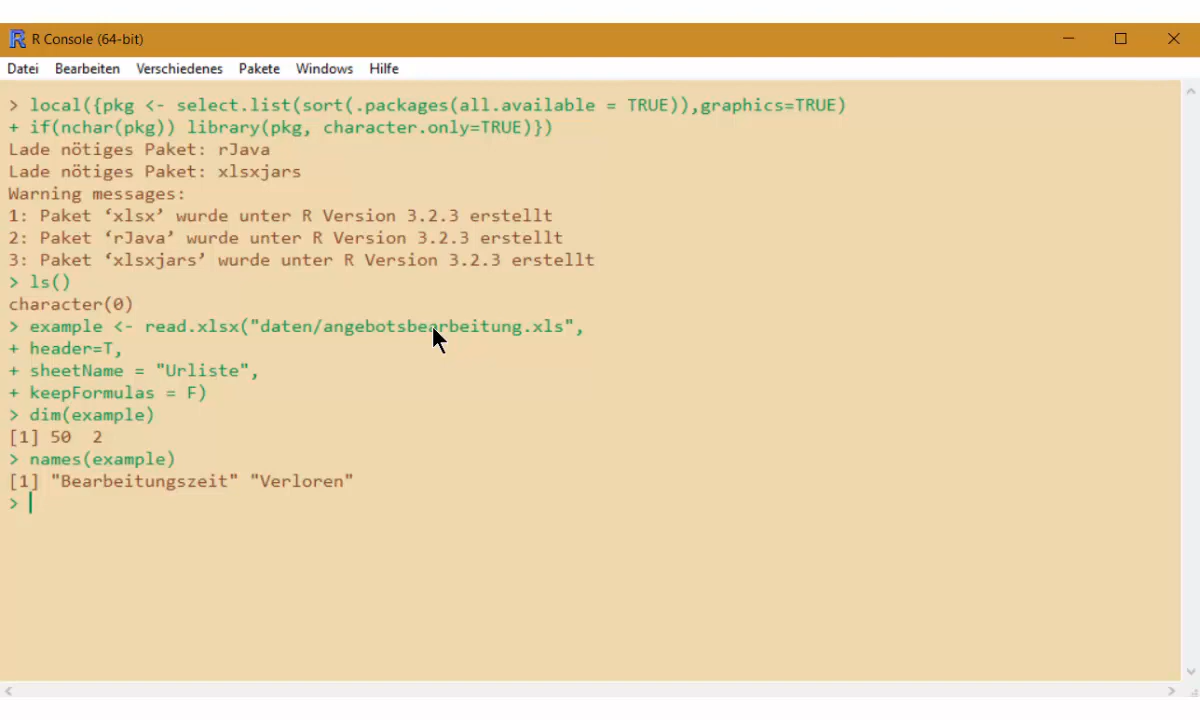 R Console (64-bit)
Datei Bearbeiten Verschiedenes Pakete Windows Hilfe
> local({pkg <- select.list(sort(.packages(all.available = TRUE)),graphics=TRUE)
+ if(nchar(pkg)) library(pkg, character.only=TRUE)})
Lade nötiges Paket: rJava
Lade nötiges Paket: xlsxjars
Warning messages:
1: Paket ‘xlsx’ wurde unter R Version 3.2.3 erstellt
2: Paket ‘rJava’ wurde unter R Version 3.2.3 erstellt
3: Paket ‘xlsxjars’ wurde unter R Version 3.2.3 erstellt
> ls()
character(0)
> example <- read.xlsx("daten/angebotsbearbeitung.xls",
+ header=T,
+ sheetName = "Urliste",
+ keepFormulas = F)
> dim(example)
[1] 50  2
> names(example)
[1] "Bearbeitungszeit" "Verloren"
>